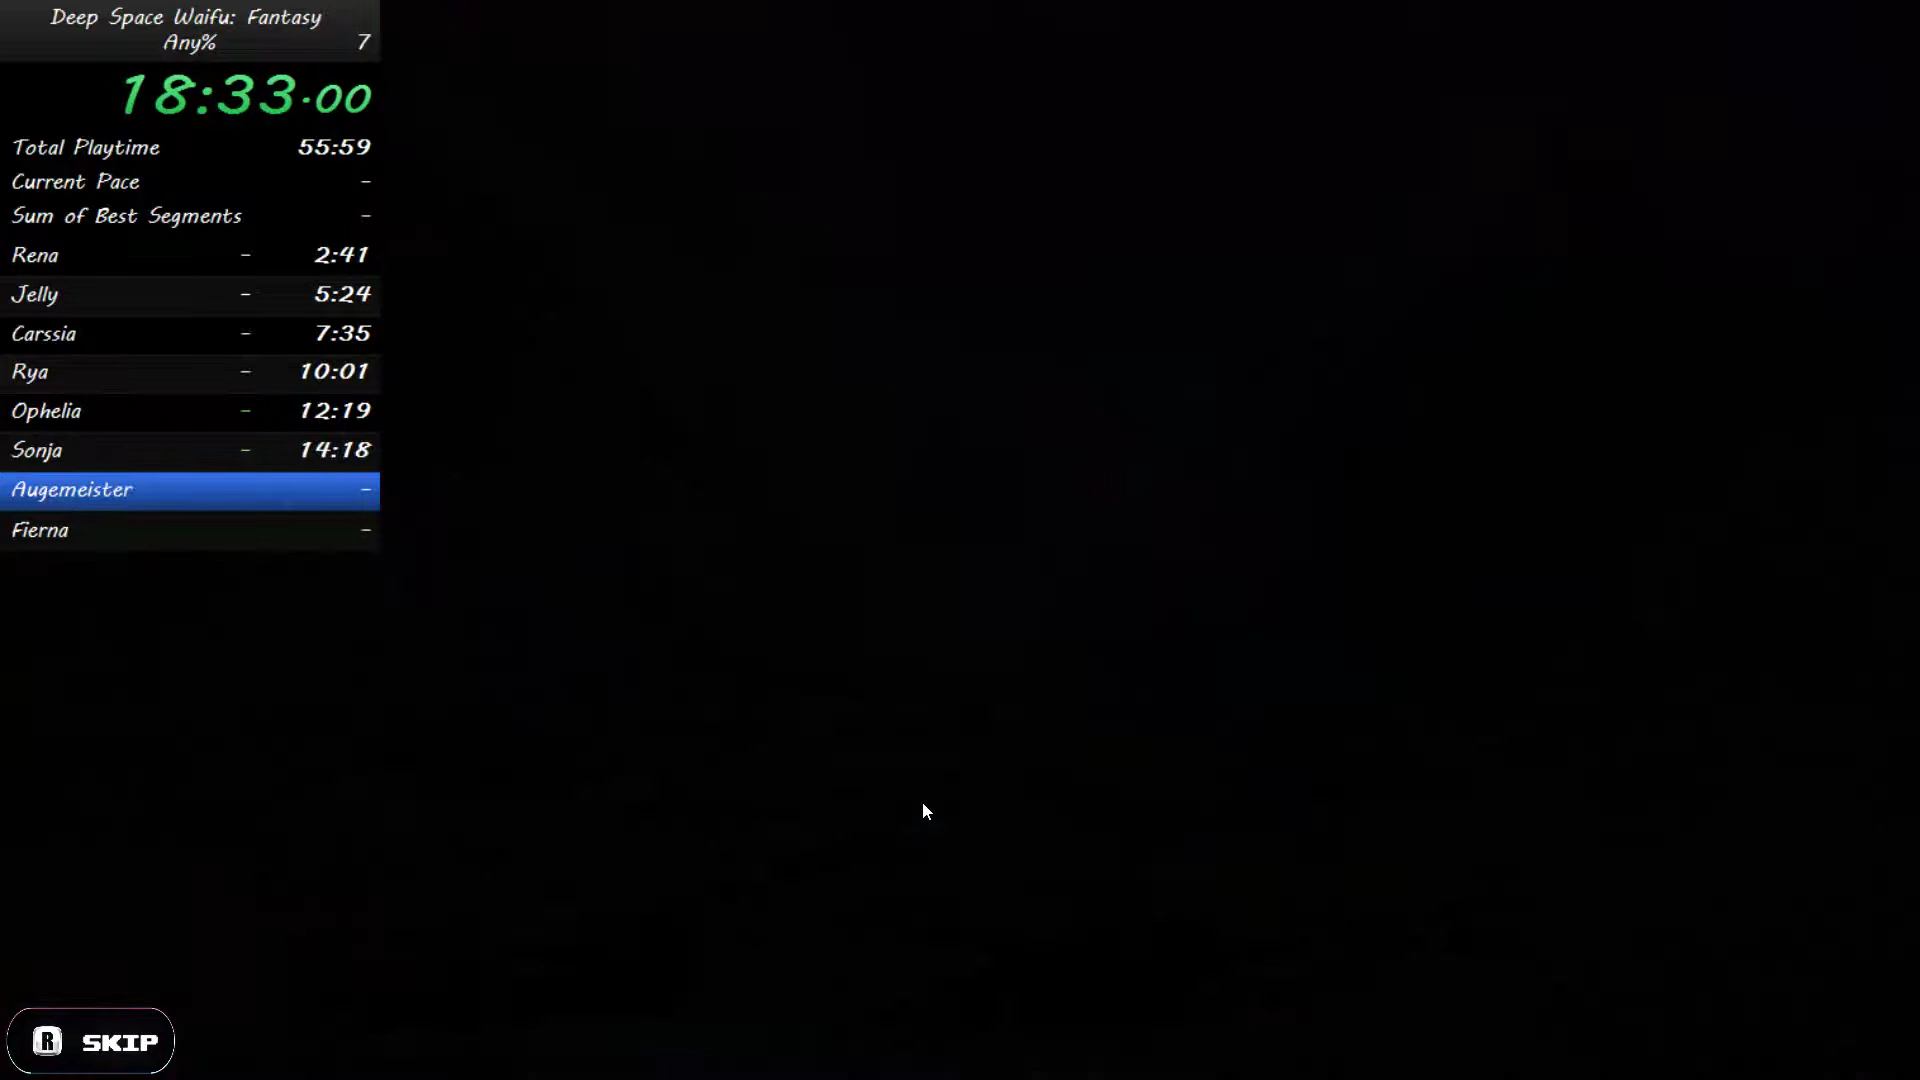 Deep Space Waifu: Fantasy
Any% 7
18:33.00
Total Playtime 55:59
Current Pace -
Sum of Best Segments -
Rena - 2:41
Jelly - 5:24
Carssia - 7:35
Rya - 10:01
Ophelia - 12:19
Sonja - 14:18
Augemeister -
Fierna -
R SKIP